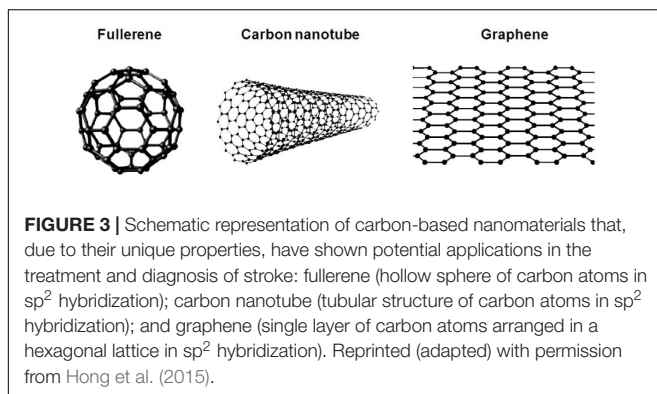 Fullerene Carbon nanotube Graphene
FIGURE 3 | Schematic representation of carbon-based nanomaterials that,
due to their unique properties, have shown potential applications in the
treatment and diagnosis of stroke: fullerene (hollow sphere of carbon atoms in
sp² hybridization); carbon nanotube (tubular structure of carbon atoms in sp²
hybridization); and graphene (single layer of carbon atoms arranged in a
hexagonal lattice in sp² hybridization). Reprinted (adapted) with permission
from Hong et al. (2015).